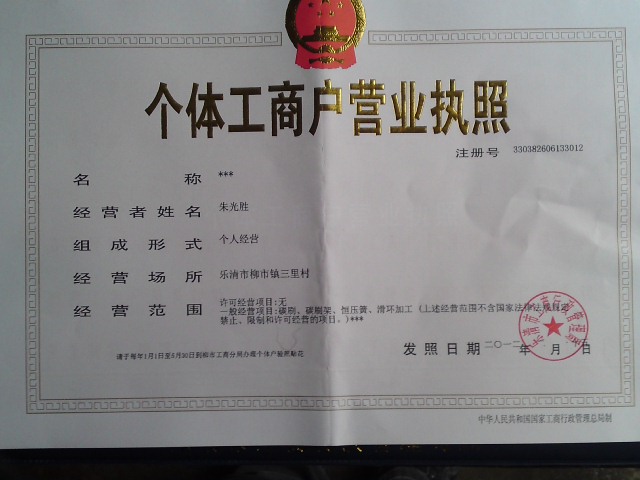 个体工商户营业执照
注册号 330382606133012
名称 ***
经营者姓名 朱光胜
组成形式 个人经营
经营场所 乐清市柳市镇三里村
经营范围 许可经营项目:无
一般经营项目:碳刷、碳刷架、恒压簧、滑环加工(上述经营范围不含国家法律法规规定
禁止、限制和许可经营的项目。)***
请于每年1月1日至5月30日到柳市工商分局办理个体户验照贴花
发照日期 二〇一二年 月 日
中华人民共和国国家工商行政管理总局制